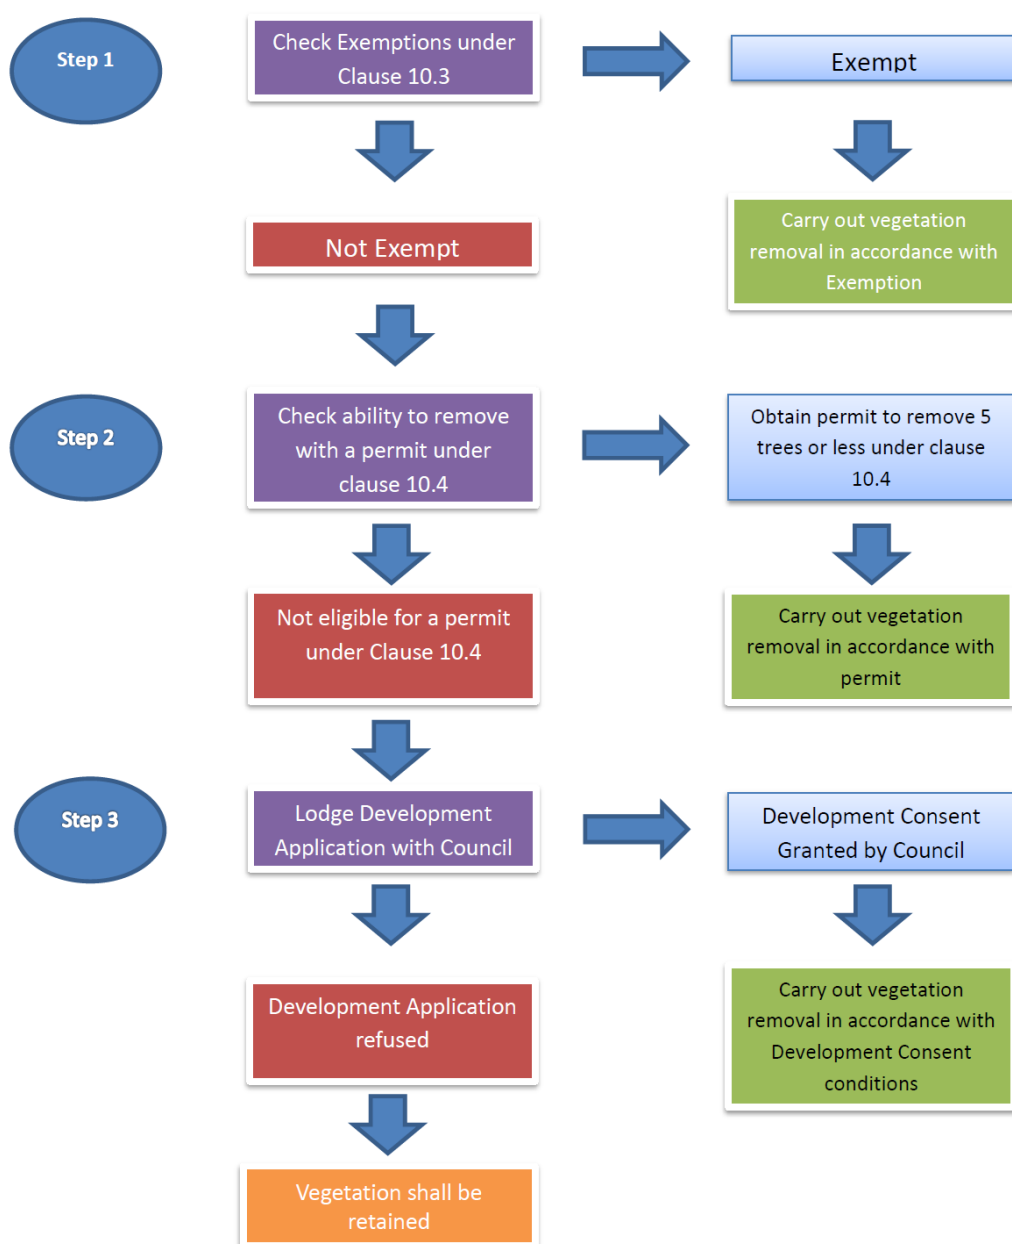 Step 1
Check Exemptions under
Clause 10.3
Exempt
Not Exempt
Carry out vegetation
removal in accordance with
Exemption
Step 2
Check ability to remove
with a permit under
clause 10.4
Obtain permit to remove 5
trees or less under clause
10.4
Not eligible for a permit
under Clause 10.4
Carry out vegetation
removal in accordance with
permit
Step 3
Lodge Development
Application with Council
Development Consent
Granted by Council
Development Application
refused
Carry out vegetation
removal in accordance with
Development Consent
conditions
Vegetation shall be
retained